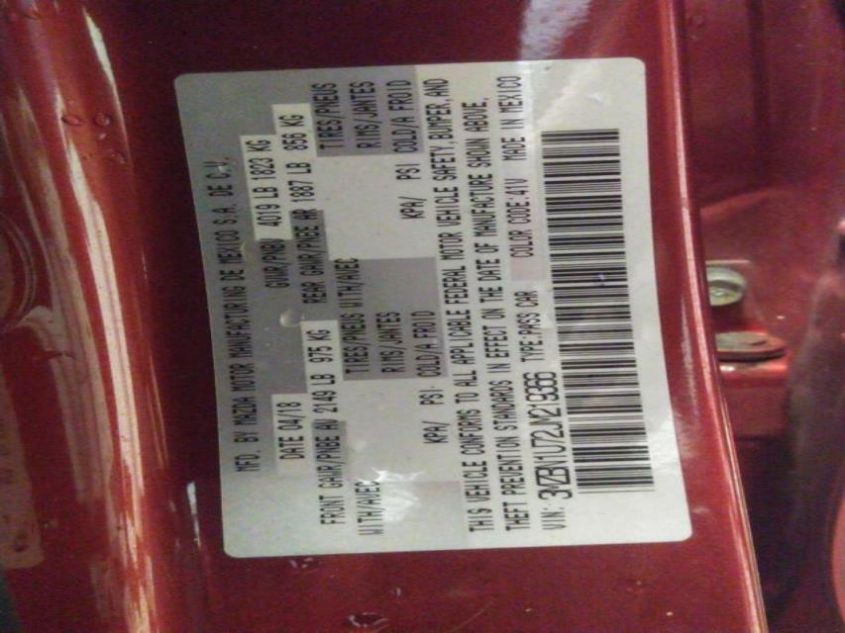 MFD. BY MAZDA MOTOR MANUFACTURING DE MEXICO S.A. DE C.V.
DATE 04/18 GVWR/PNBV 4019 LB 1823 KG
FRONT GAWR/PNBE AV 2149 LB 975 KG REAR GAWR/PNBE AR 1887 LB 856 KG
WITH/AVEC TIRES/PNEUS WITH/AVEC TIRES/PNEUS
RIMS/JANTES RIMS/JANTES
KPA/ PSI COLD/A FROID KPA/ PSI COLD/A FROID
THIS VEHICLE CONFORMS TO ALL APPLICABLE FEDERAL MOTOR VEHICLE SAFETY, BUMPER, AND
THEFT PREVENTION STANDARDS IN EFFECT ON THE DATE OF MANUFACTURE SHOWN ABOVE.
VIN: 3MZBN1U72JM219366 TYPE:PASS CAR COLOR CODE:41V MADE IN MEXICO